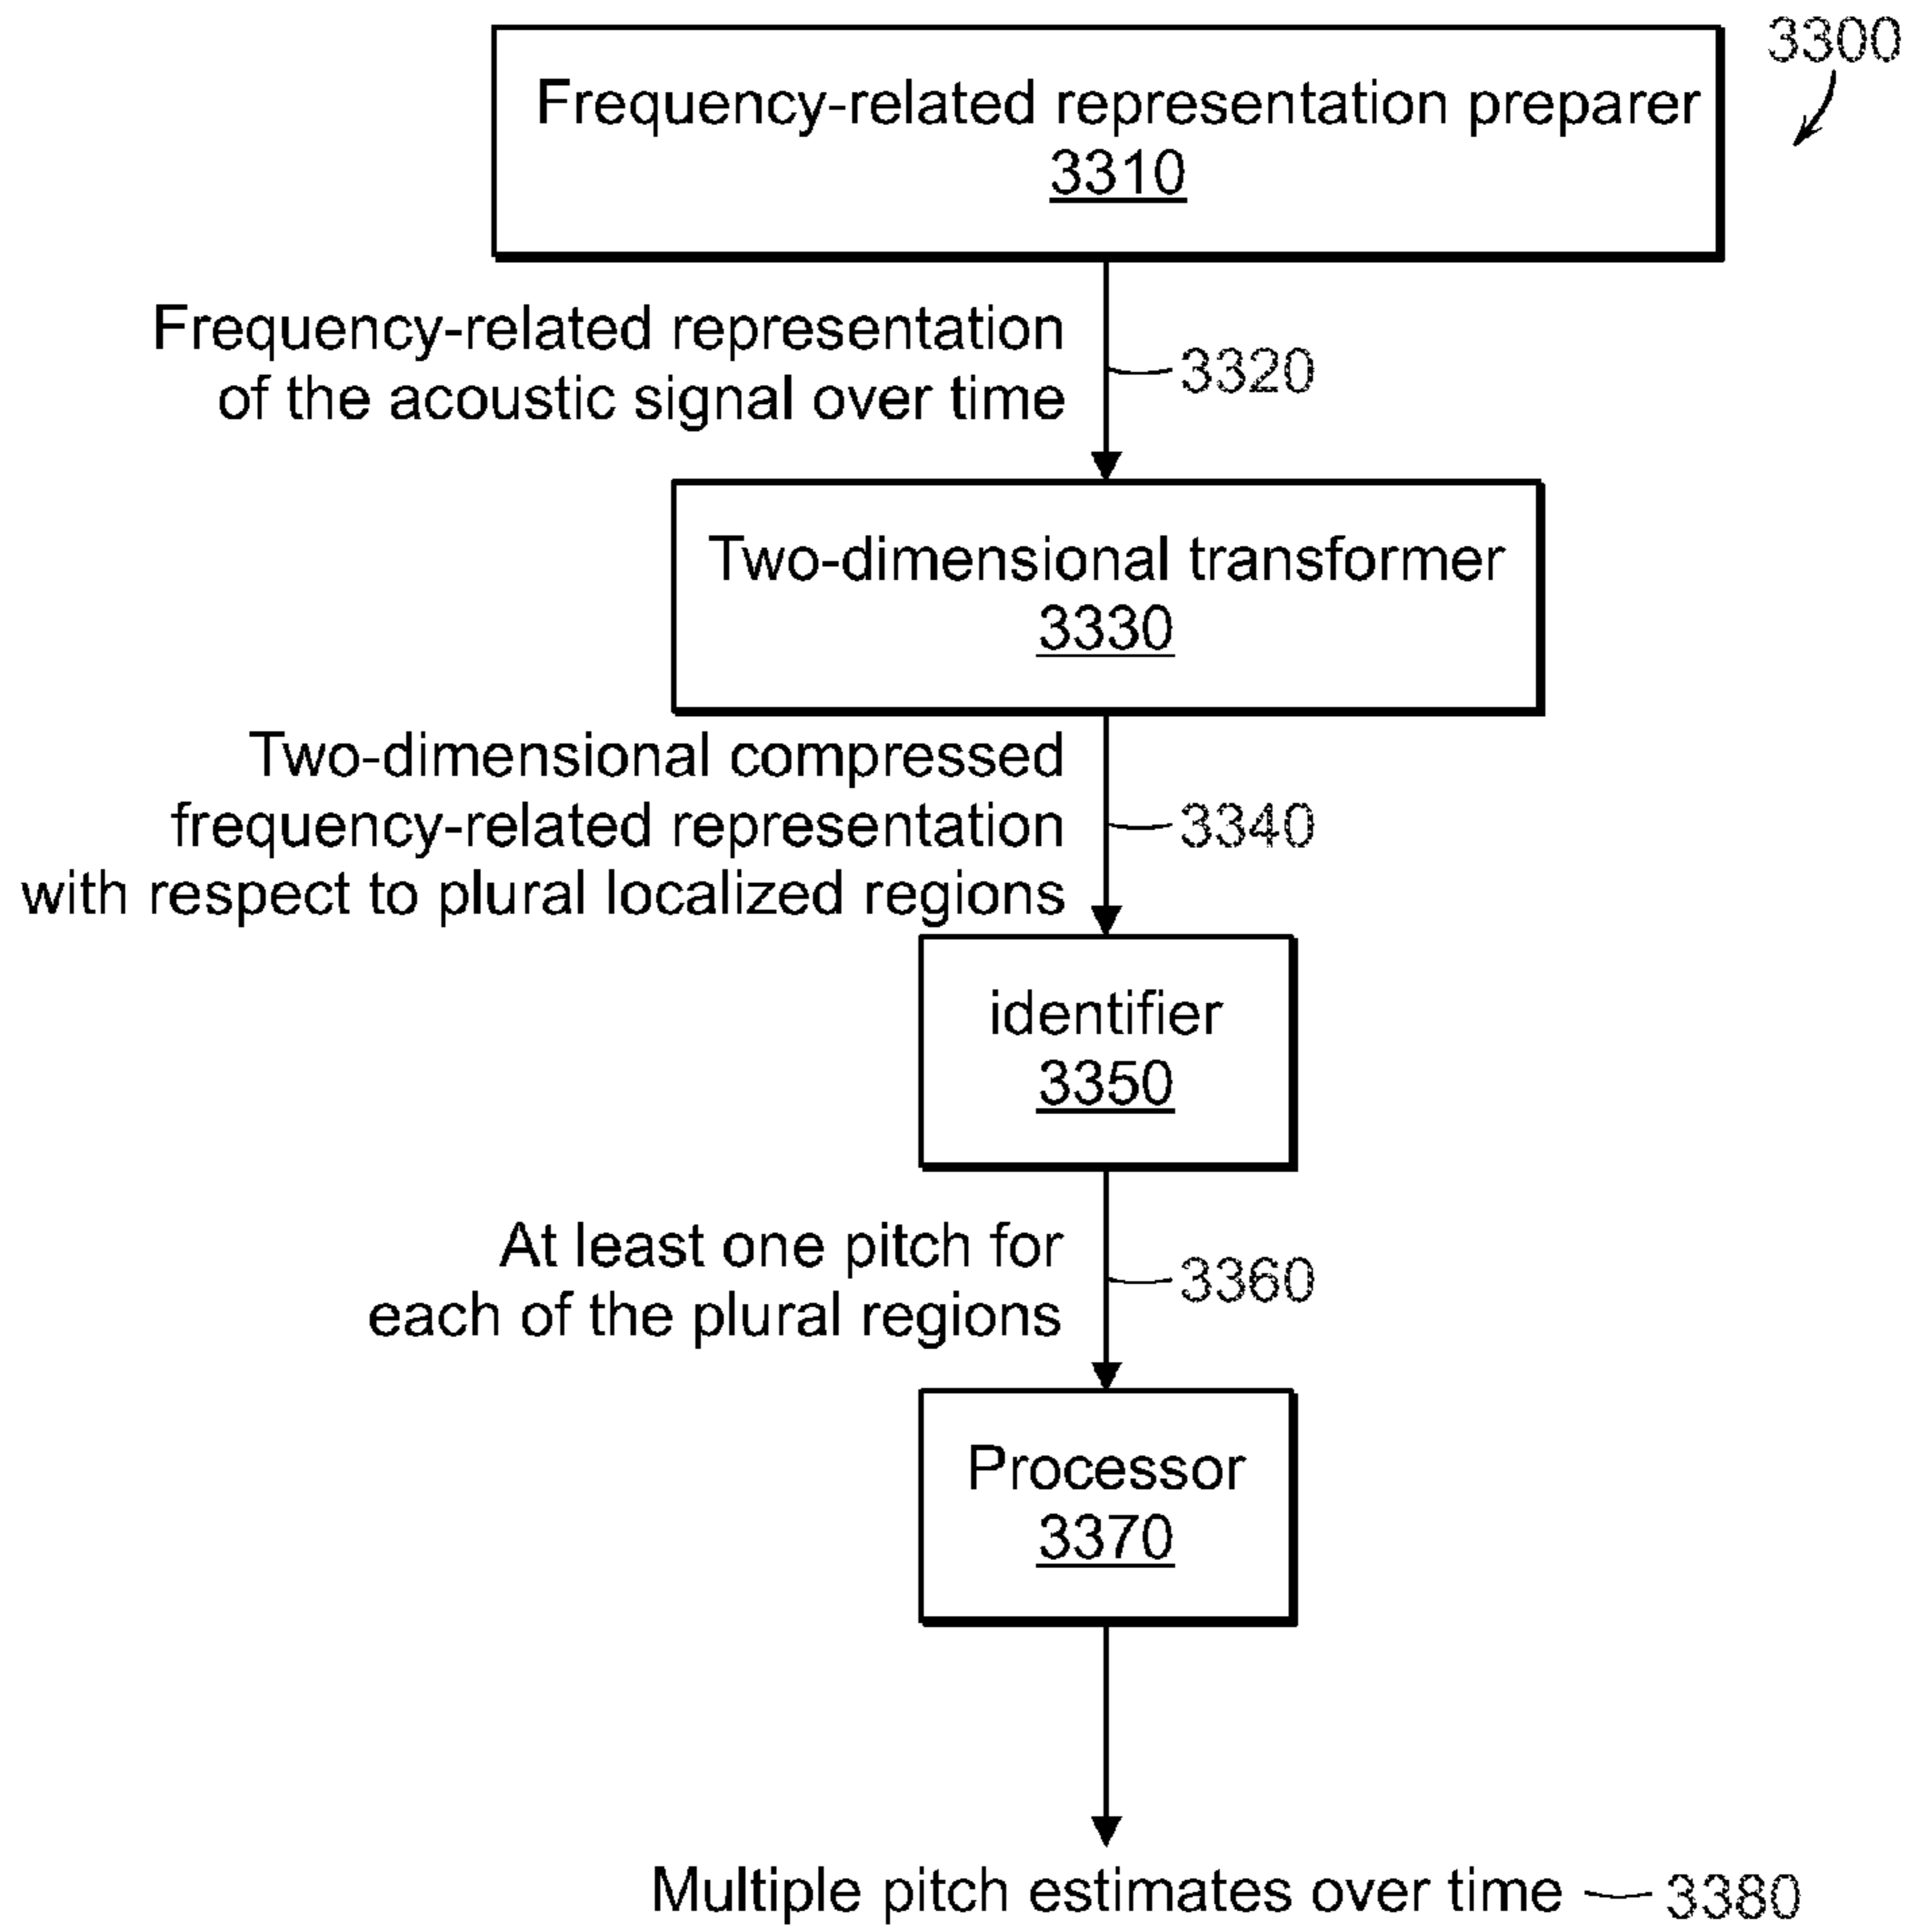 3300
Frequency-related representation preparer
3310
Frequency-related representation
of the acoustic signal over time
3320
Two-dimensional transformer
3330
Two-dimensional compressed
frequency-related representation
with respect to plural localized regions
3340
identifier
3350
At least one pitch for
each of the plural regions
3360
Processor
3370
Multiple pitch estimates over time
3380